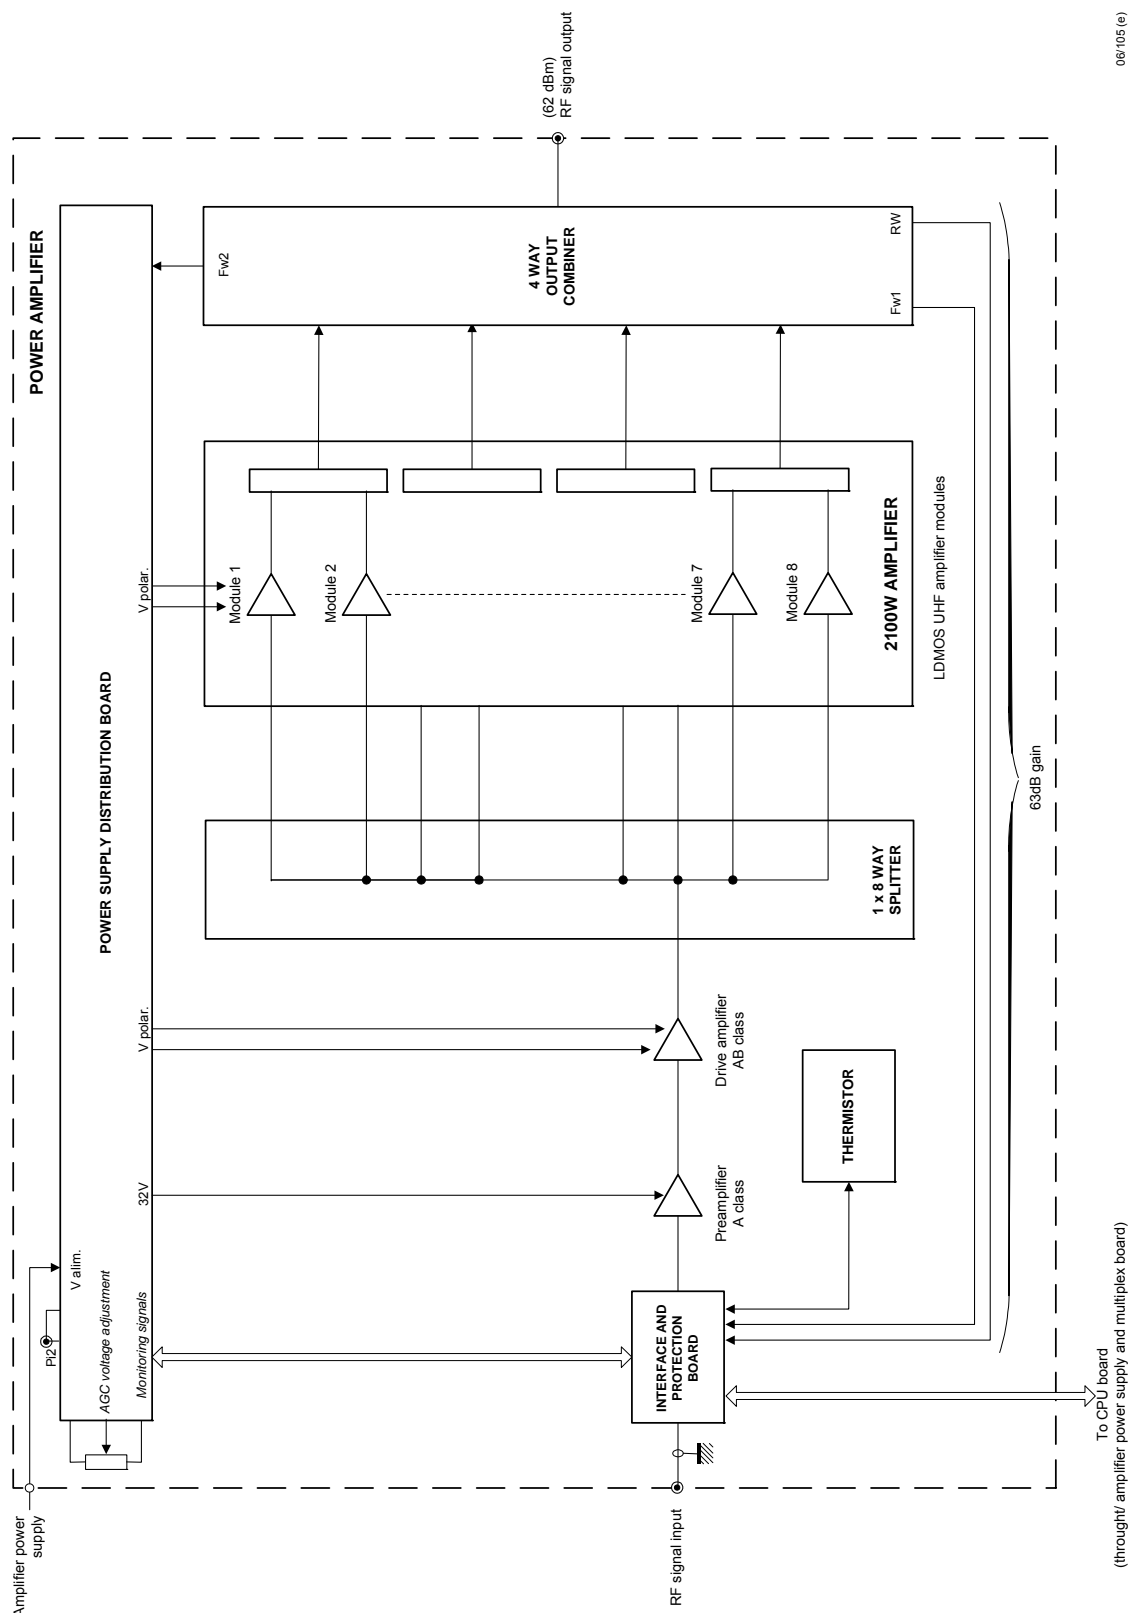 06/105 (e)
POWER AMPLIFIER
Amplifier power
supply
Pi2
V alim.
AGC voltage adjustment
Monitoring signals
32V
V polar.
POWER SUPPLY DISTRIBUTION BOARD
V polar.
RF signal input
INTERFACE AND
PROTECTION
BOARD
Preamplifier
A class
Drive amplifier
AB class
THERMISTOR
1 x 8 WAY
SPLITTER
Module 1
Module 2
Module 7
Module 8
2100W AMPLIFIER
LDMOS UHF amplifier modules
Fw2
4 WAY
OUTPUT
COMBINER
Fw1
RW
(62 dBm)
RF signal output
63dB gain
To CPU board
(throught/ amplifier power supply and multiplex board)